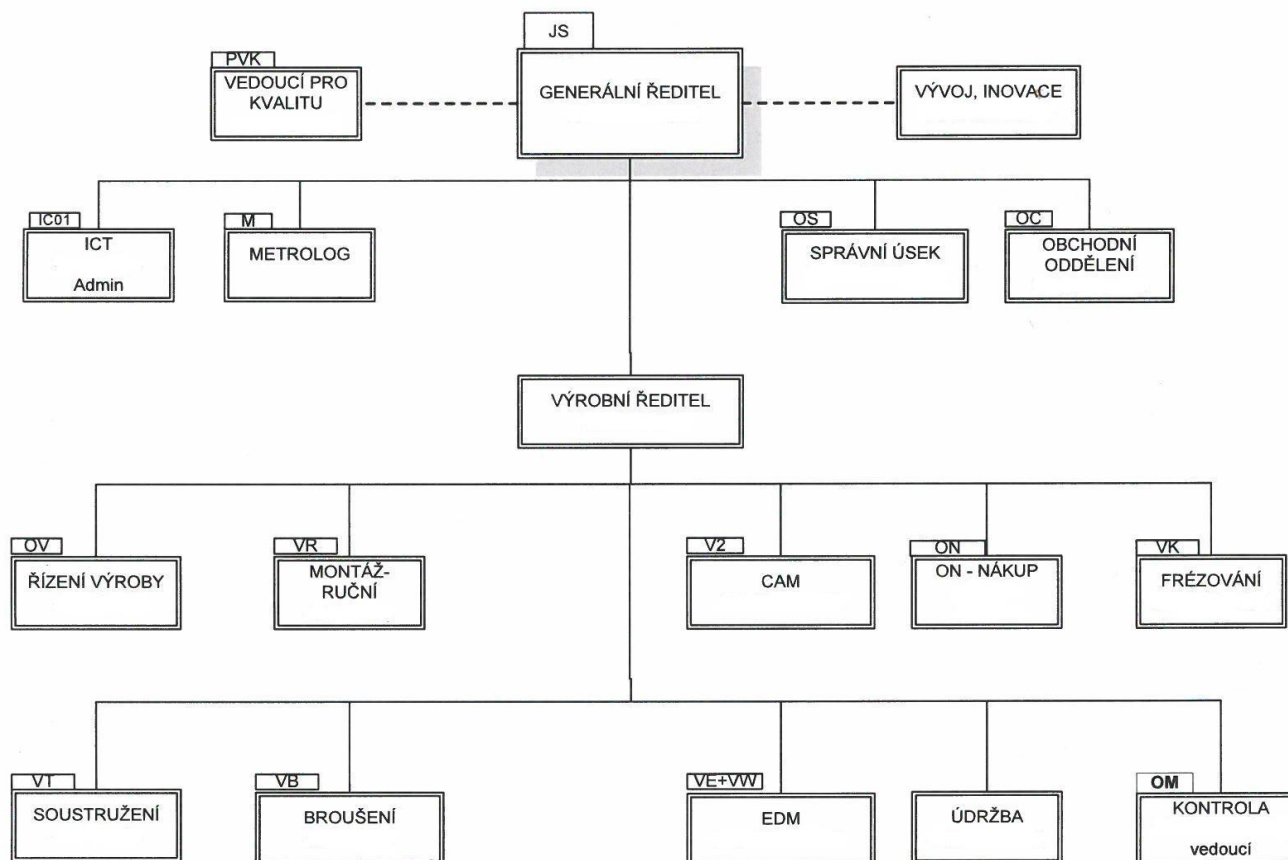 JS
GENERÁLNÍ ŘEDITEL
PVK
VEDOUCÍ PRO
KVALITU
VÝVOJ, INOVACE
IC01
ICT
Admin
M
METROLOG
OS
SPRÁVNÍ ÚSEK
OC
OBCHODNÍ
ODDĚLENÍ
VÝROBNÍ ŘEDITEL
OV
ŘÍZENÍ VÝROBY
VR
MONTÁŽ-
RUČNÍ
V2
CAM
ON
ON - NÁKUP
VK
FRÉZOVÁNÍ
VT
SOUSTRUŽENÍ
VB
BROUŠENÍ
VE+VW
EDM
ÚDRŽBA
OM
KONTROLA
vedoucí